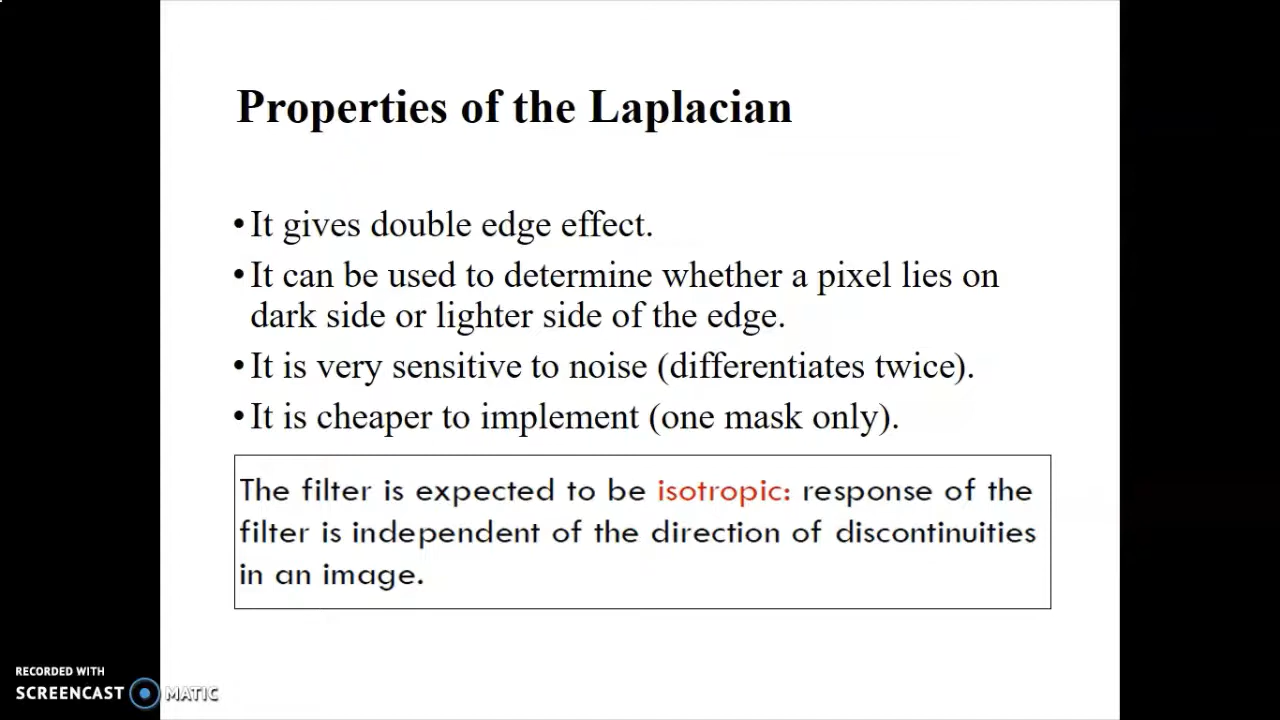 Properties of the Laplacian
•It gives double edge effect.
•It can be used to determine whether a pixel lies on
dark side or lighter side of the edge.
•It is very sensitive to noise (differentiates twice).
•It is cheaper to implement (one mask only).
The filter is expected to be isotropic: response of the
filter is independent of the direction of discontinuities
in an image.
RECORDED WITH
SCREENCAST MATIC